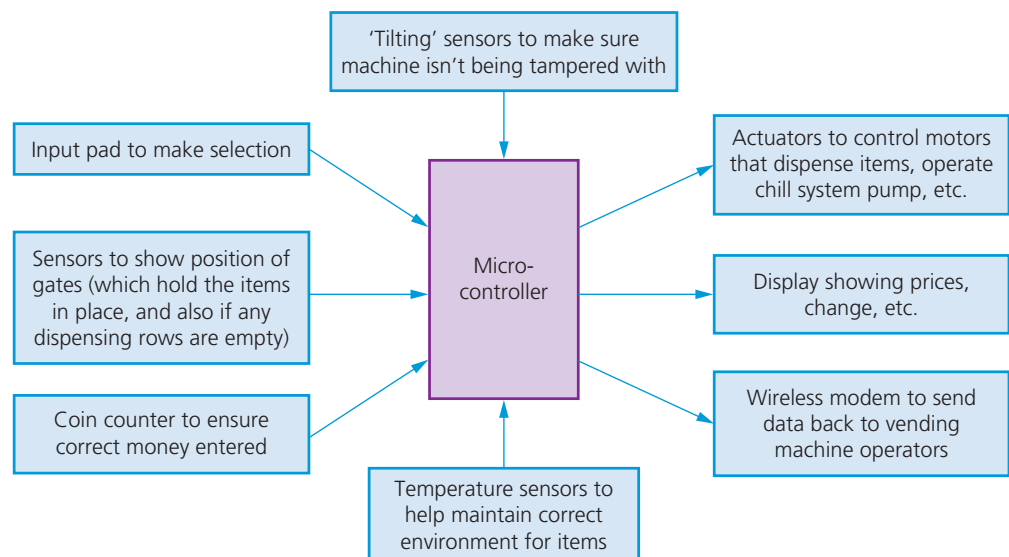 ‘Tilting’ sensors to make sure
machine isn’t being tampered with
Input pad to make selection
Sensors to show position of
gates (which hold the items
in place, and also if any
dispensing rows are empty)
Coin counter to ensure
correct money entered
Micro-
controller
Temperature sensors to
help maintain correct
environment for items
Actuators to control motors
that dispense items, operate
chill system pump, etc.
Display showing prices,
change, etc.
Wireless modem to send
data back to vending
machine operators